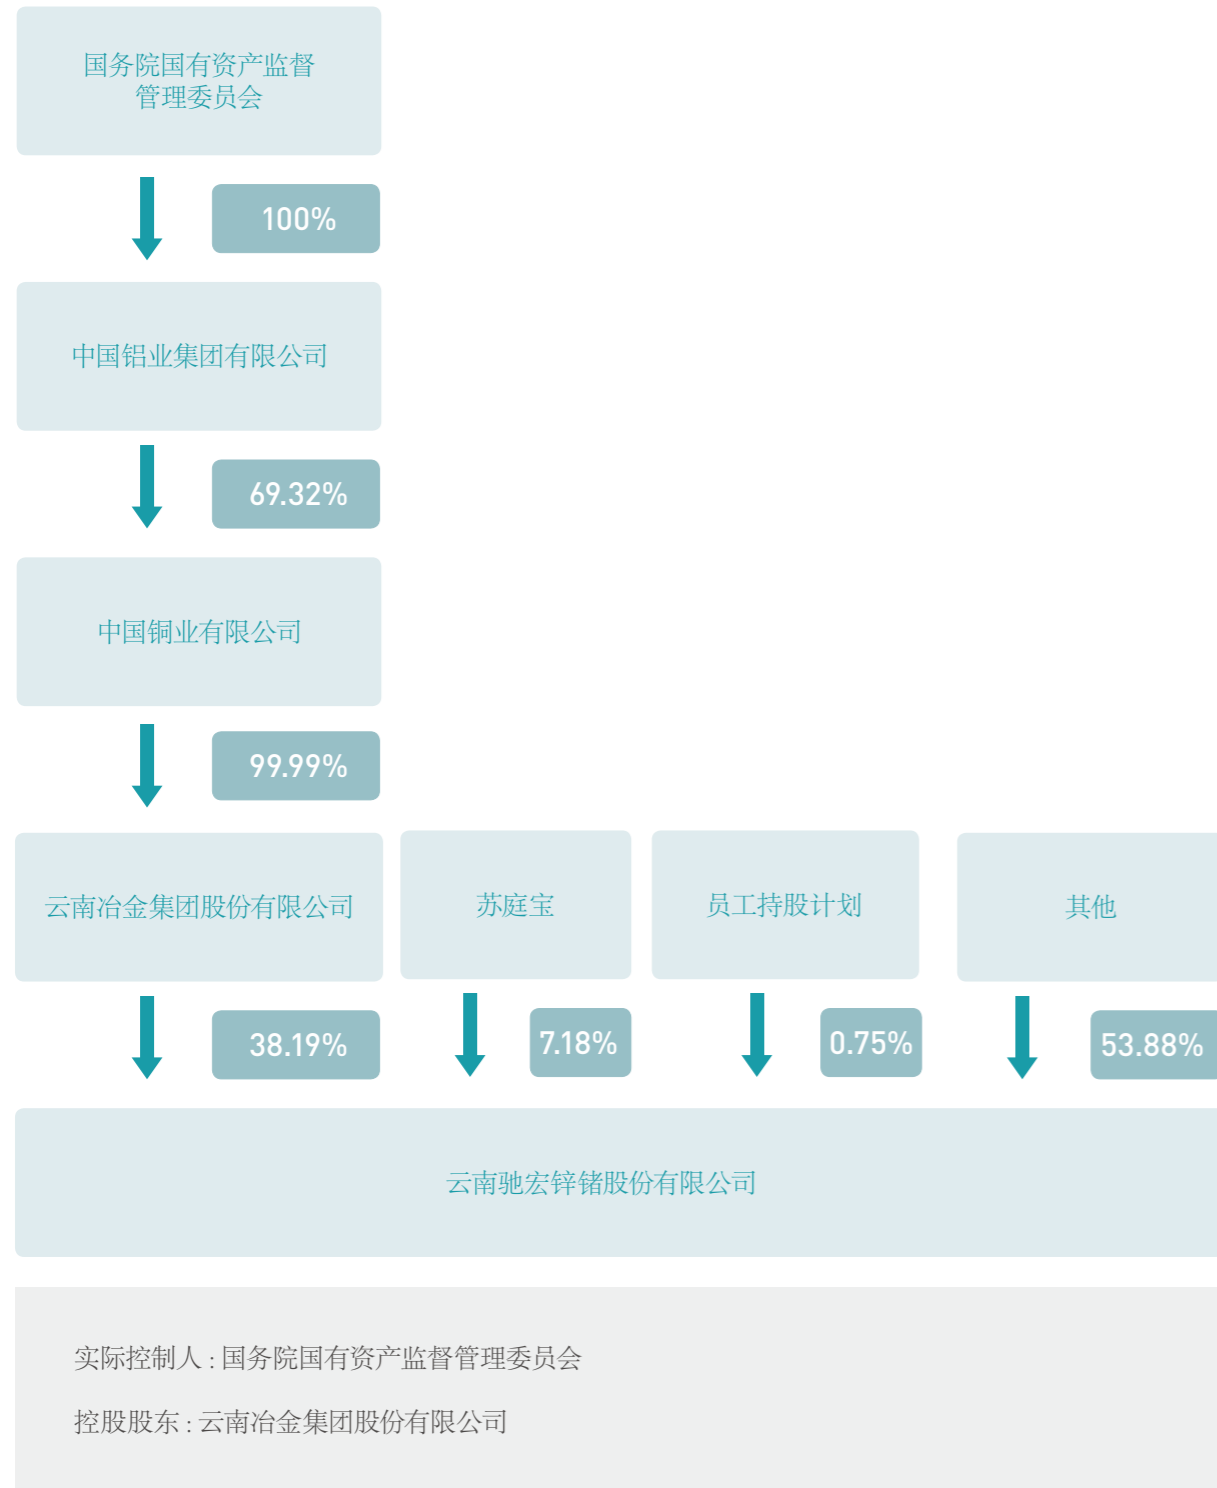 国务院国有资产监督
管理委员会
100%
中国铝业集团有限公司
69.32%
中国铜业有限公司
99.99%
云南冶金集团股份有限公司
苏庭宝
员工持股计划
其他
38.19%
7.18%
0.75%
53.88%
云南驰宏锌锗股份有限公司
实际控制人 : 国务院国有资产监督管理委员会
控股股东 : 云南冶金集团股份有限公司